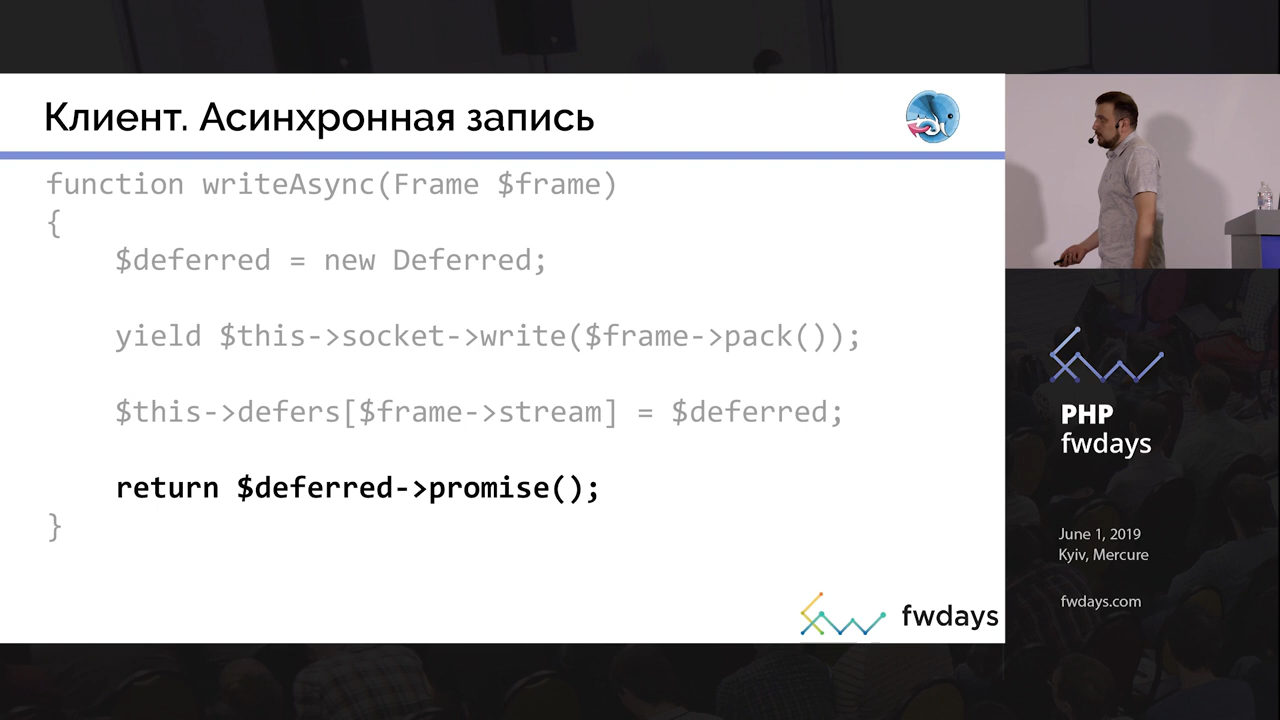 Клиент. Асинхронная запись
function writeAsync(Frame $frame)
{
$deferred = new Deferred;
yield $this->socket->write($frame->pack());
$this->defers[$frame->stream] = $deferred;
return $deferred->promise();
}
fwdays
PHP
fwdays
June 1, 2019
Kyiv, Mercure
fwdays.com